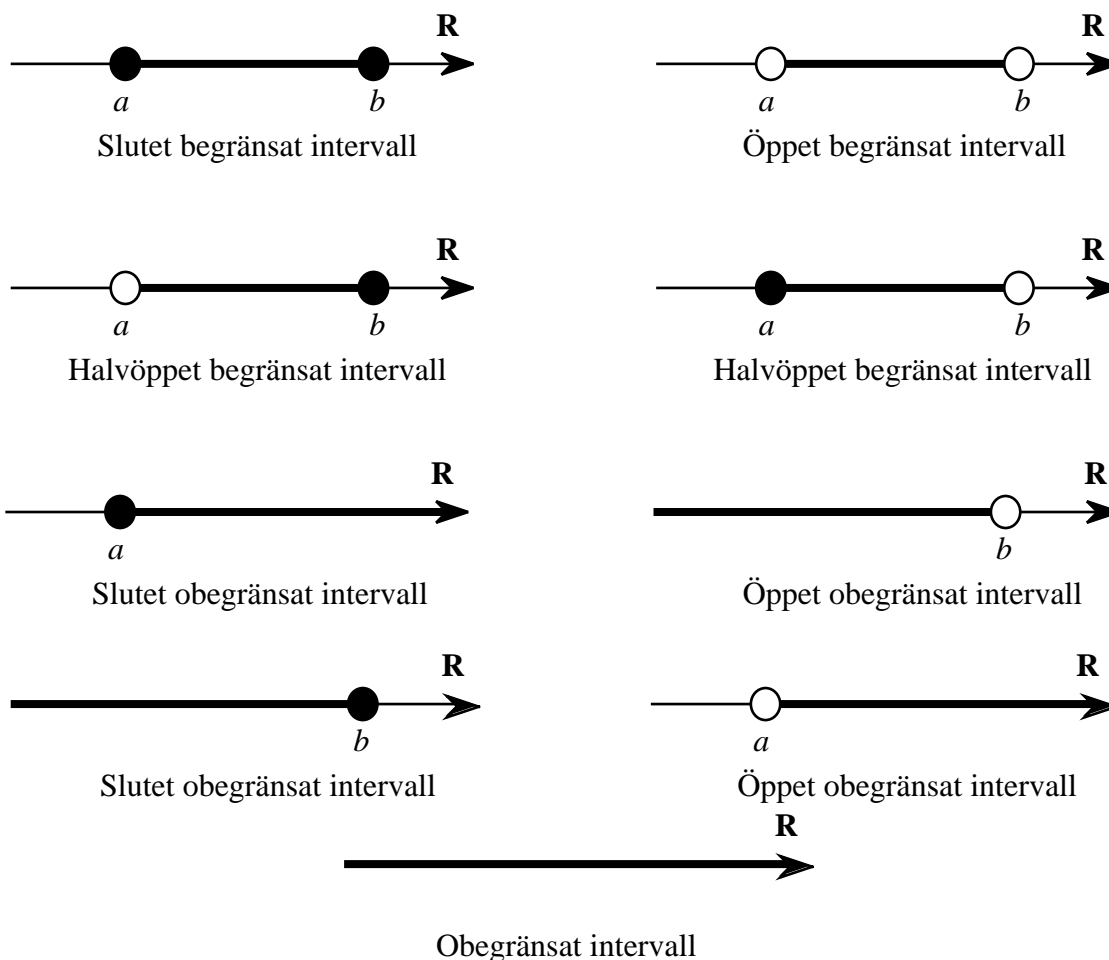 R R
a b a b
Slutet begränsat intervall Öppet begränsat intervall
R R
a b a b
Halvöppet begränsat intervall Halvöppet begränsat intervall
R R
a b
Slutet obegränsat intervall Öppet obegränsat intervall
R R
b a
Slutet obegränsat intervall Öppet obegränsat intervall
R
Obegränsat intervall